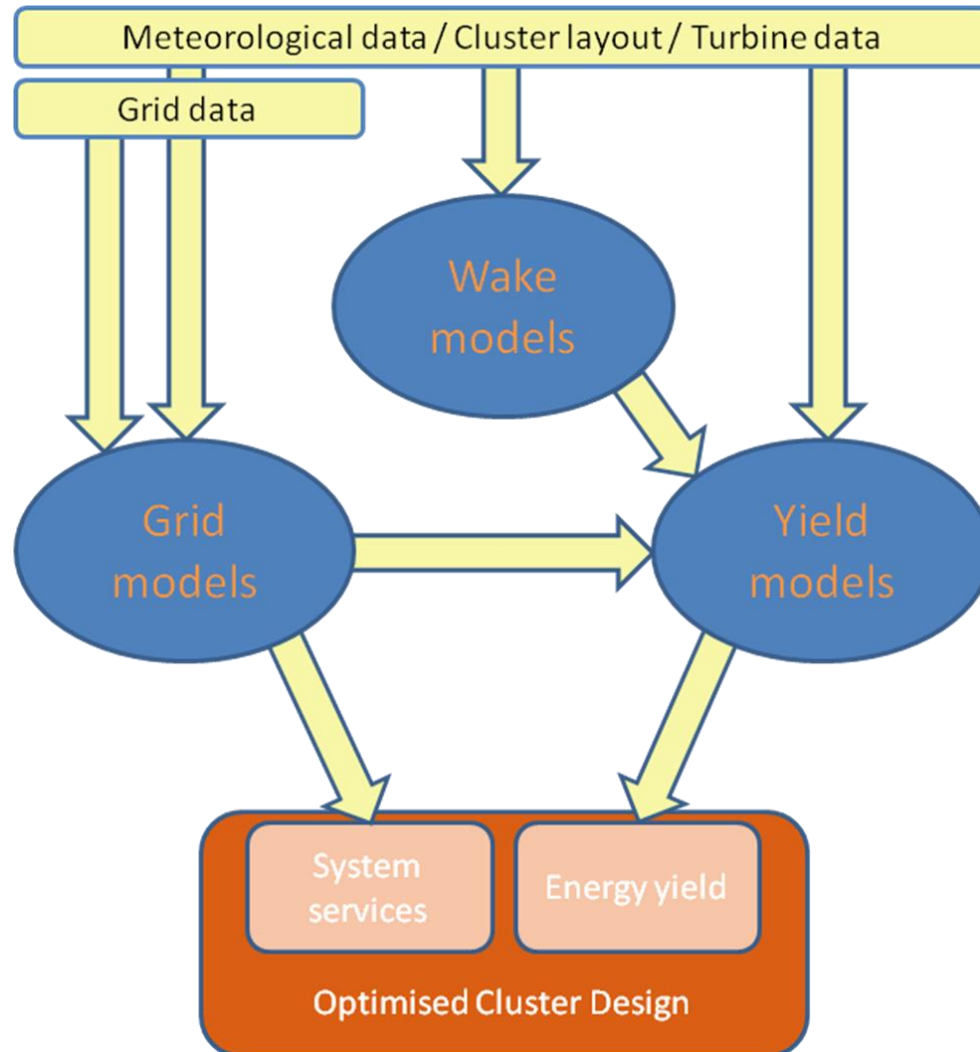 Meteorological data / Cluster layout / Turbine data
Grid data
Wake
models
Grid
models
Yield
models
System
services
Energy yield
Optimised Cluster Design